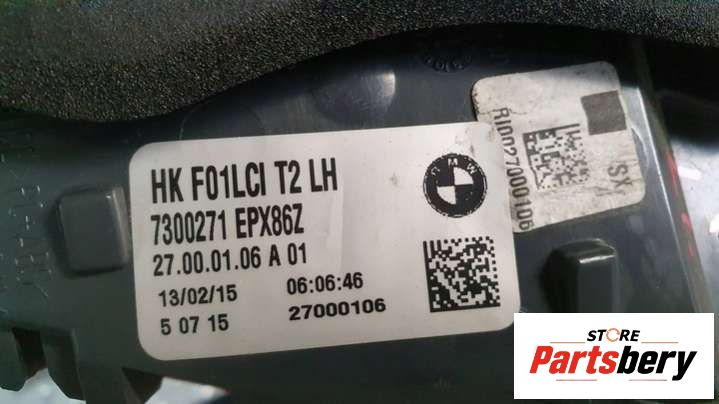 HK F01LCI T2 LH
7300271 EPX86Z
27.00.01.06 A 01
13/02/15 06:06:46
5 07 15 27000106
BMW
SX
RI0027000106
STORE
Partsbery